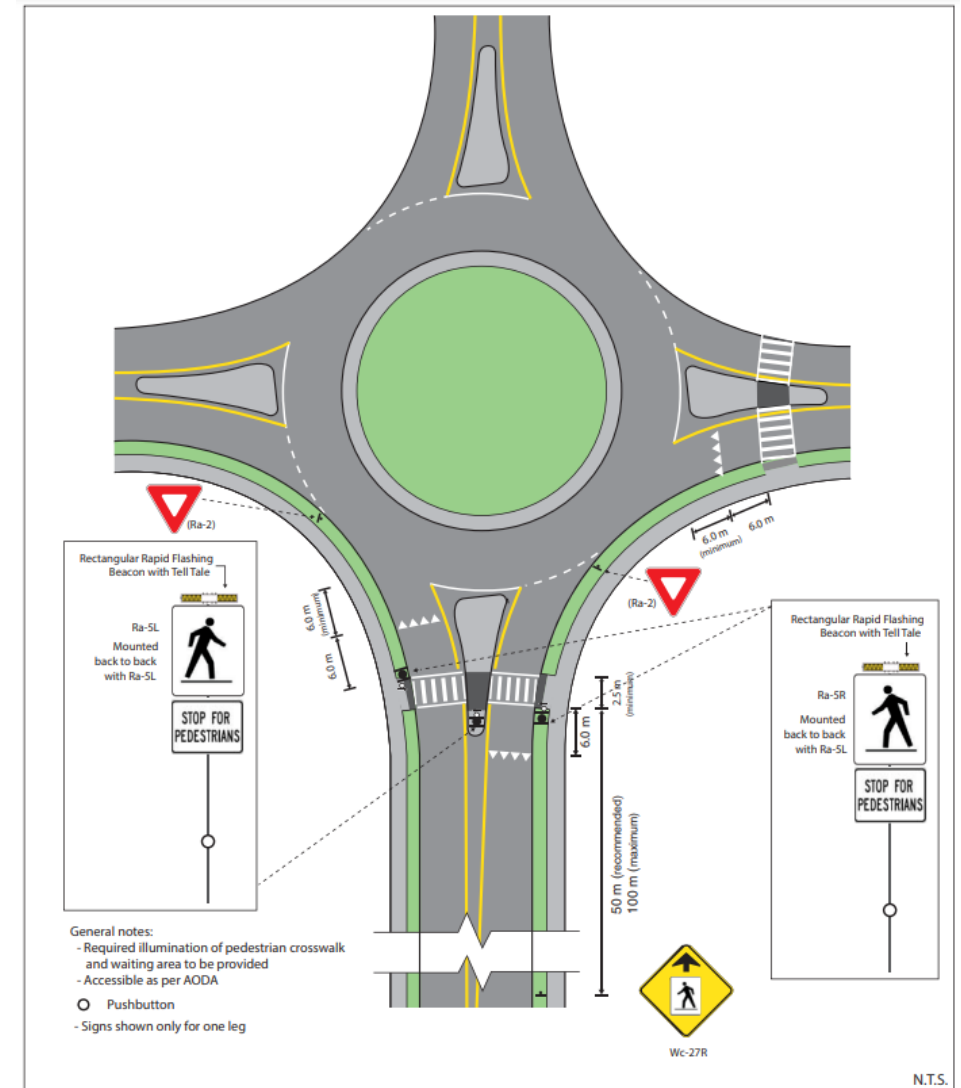 (Ra-2)
Rectangular Rapid Flashing
Beacon with Tell Tale
Ra-5L
Mounted
back to back
with Ra-5L
STOP FOR
PEDESTRIANS
6.0 m
(minimum)
6.0 m
6.0 m
(minimum)
6.0 m
(Ra-2)
2.5 m
(minimum)
6.0 m
50 m (recommended)
100 m (maximum)
Rectangular Rapid Flashing
Beacon with Tell Tale
Ra-5R
Mounted
back to back
with Ra-5L
STOP FOR
PEDESTRIANS
General notes:
- Required illumination of pedestrian crosswalk
and waiting area to be provided
- Accessible as per AODA
Pushbutton
- Signs shown only for one leg
Wc-27R
N.T.S.